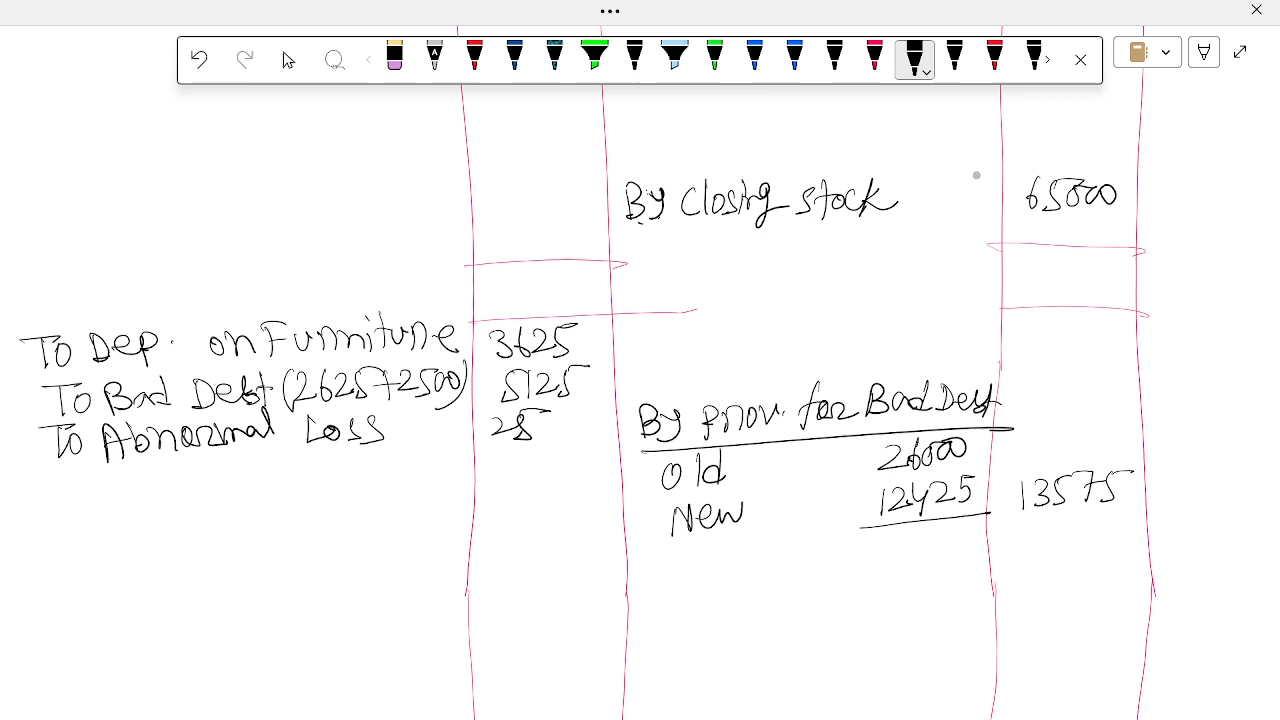 By Closing stock 65000
To Dep. on Furniture 3625
To Bad Debt (2625+2500) 5125
To Abnormal Loss 25
By prov. for Bad Debt
Old 26000
New 12425 13575